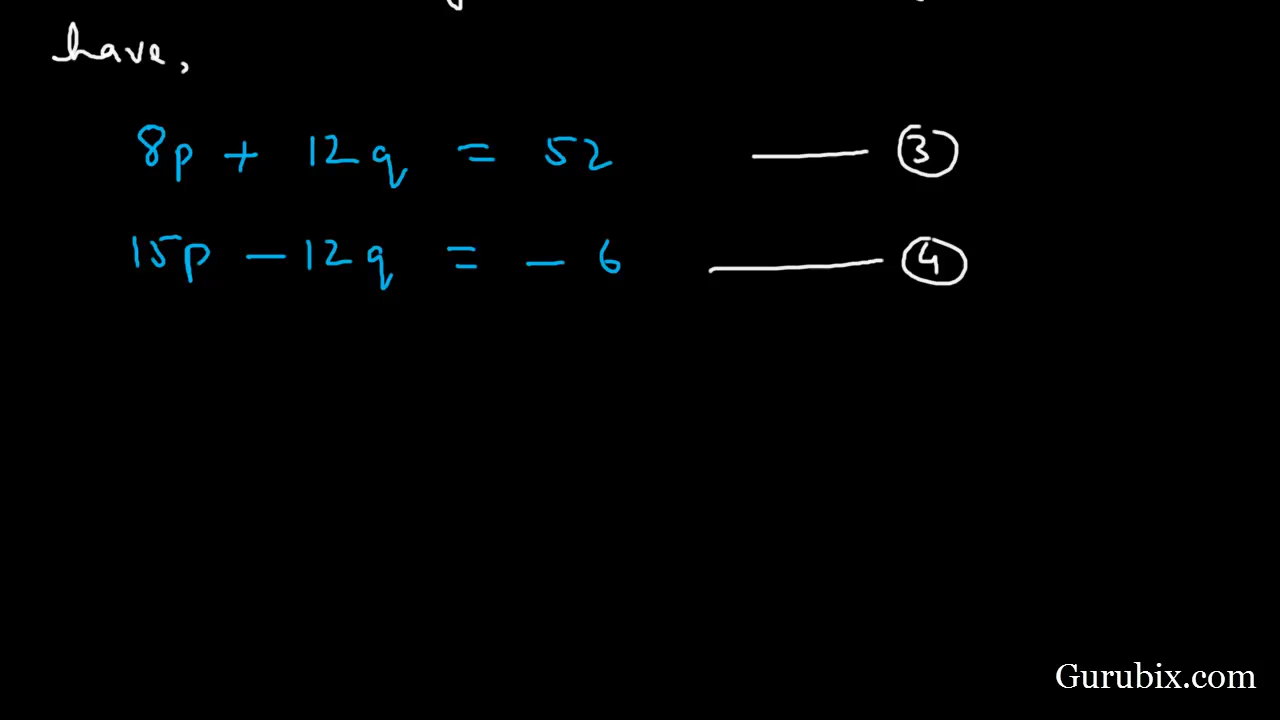 have,
8p + 12q = 52 —— ③
15p - 12q = - 6 —— ④
Gurubix.com